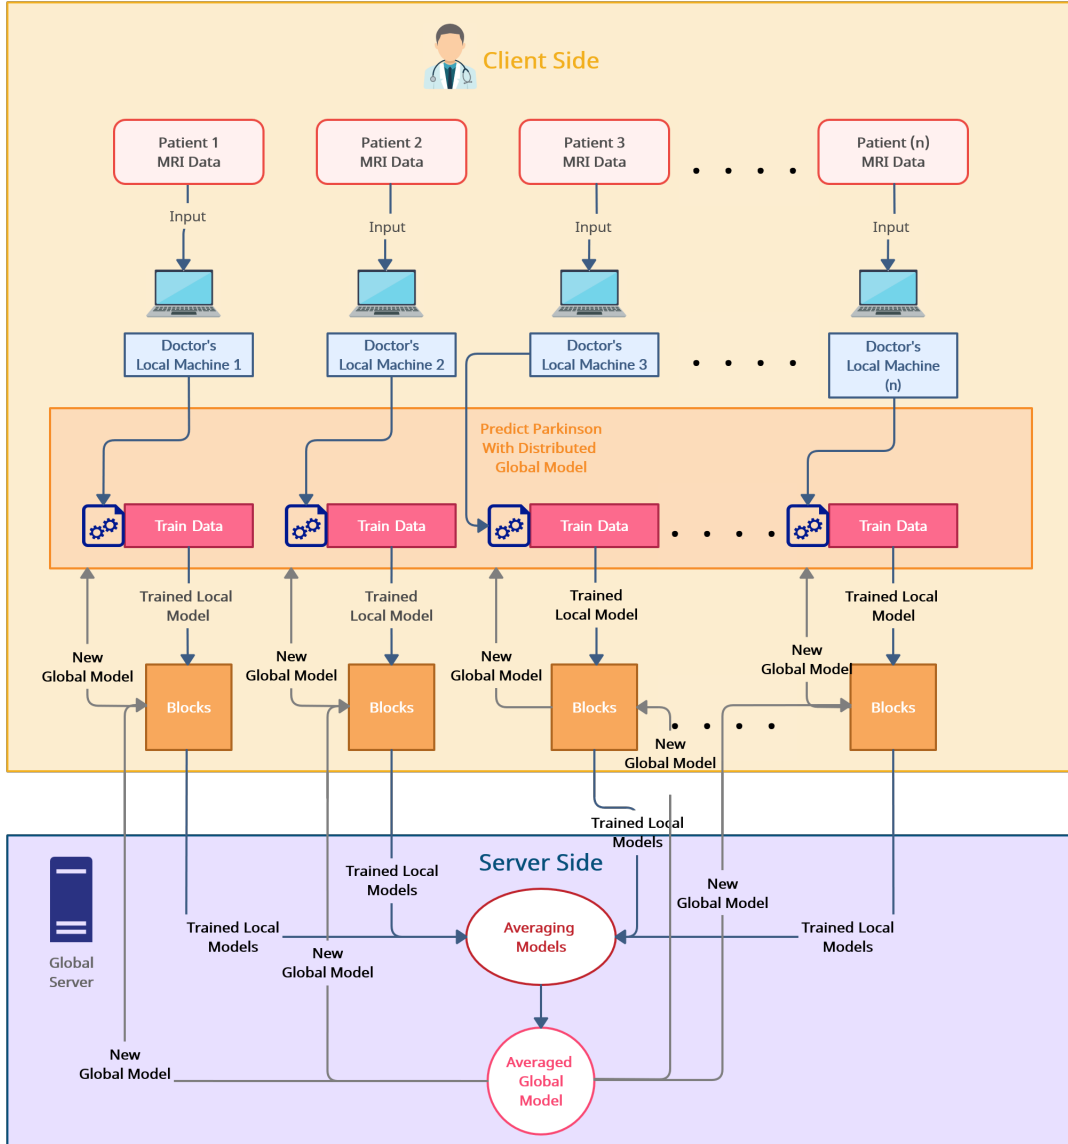 Client Side
Patient 1
MRI Data
Patient 2
MRI Data
Patient 3
MRI Data
Patient (n)
MRI Data
Input
Input
Input
Input
Doctor's
Local Machine 1
Doctor's
Local Machine 2
Doctor's
Local Machine 3
Doctor's
Local Machine
(n)
Predict Parkinson
With Distributed
Global Model
Train Data
Train Data
Train Data
Train Data
Trained Local
Model
Trained
Local Model
Trained
Local Model
Trained Local
Model
New
Global Model
New
Global Model
New
Global Model
New
Global Model
Blocks
Blocks
Blocks
Blocks
New
Global Model
Trained Local
Models
Server Side
Trained Local
Models
New
Global Model
Global
Server
Trained Local
Models
Averaging
Models
Trained Local
Models
New
Global Model
New
Global Model
Averaged
Global
Model